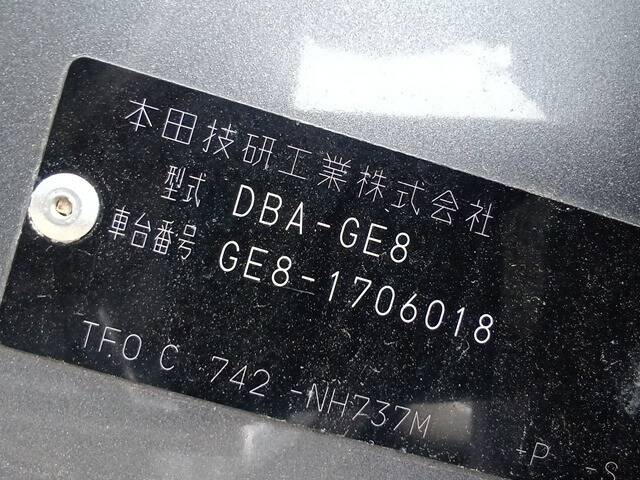 本田技研工業株式会社
型式 DBA-GE8
車台番号 GE8-1706018
TF0 C 742 -NH737M -P -S